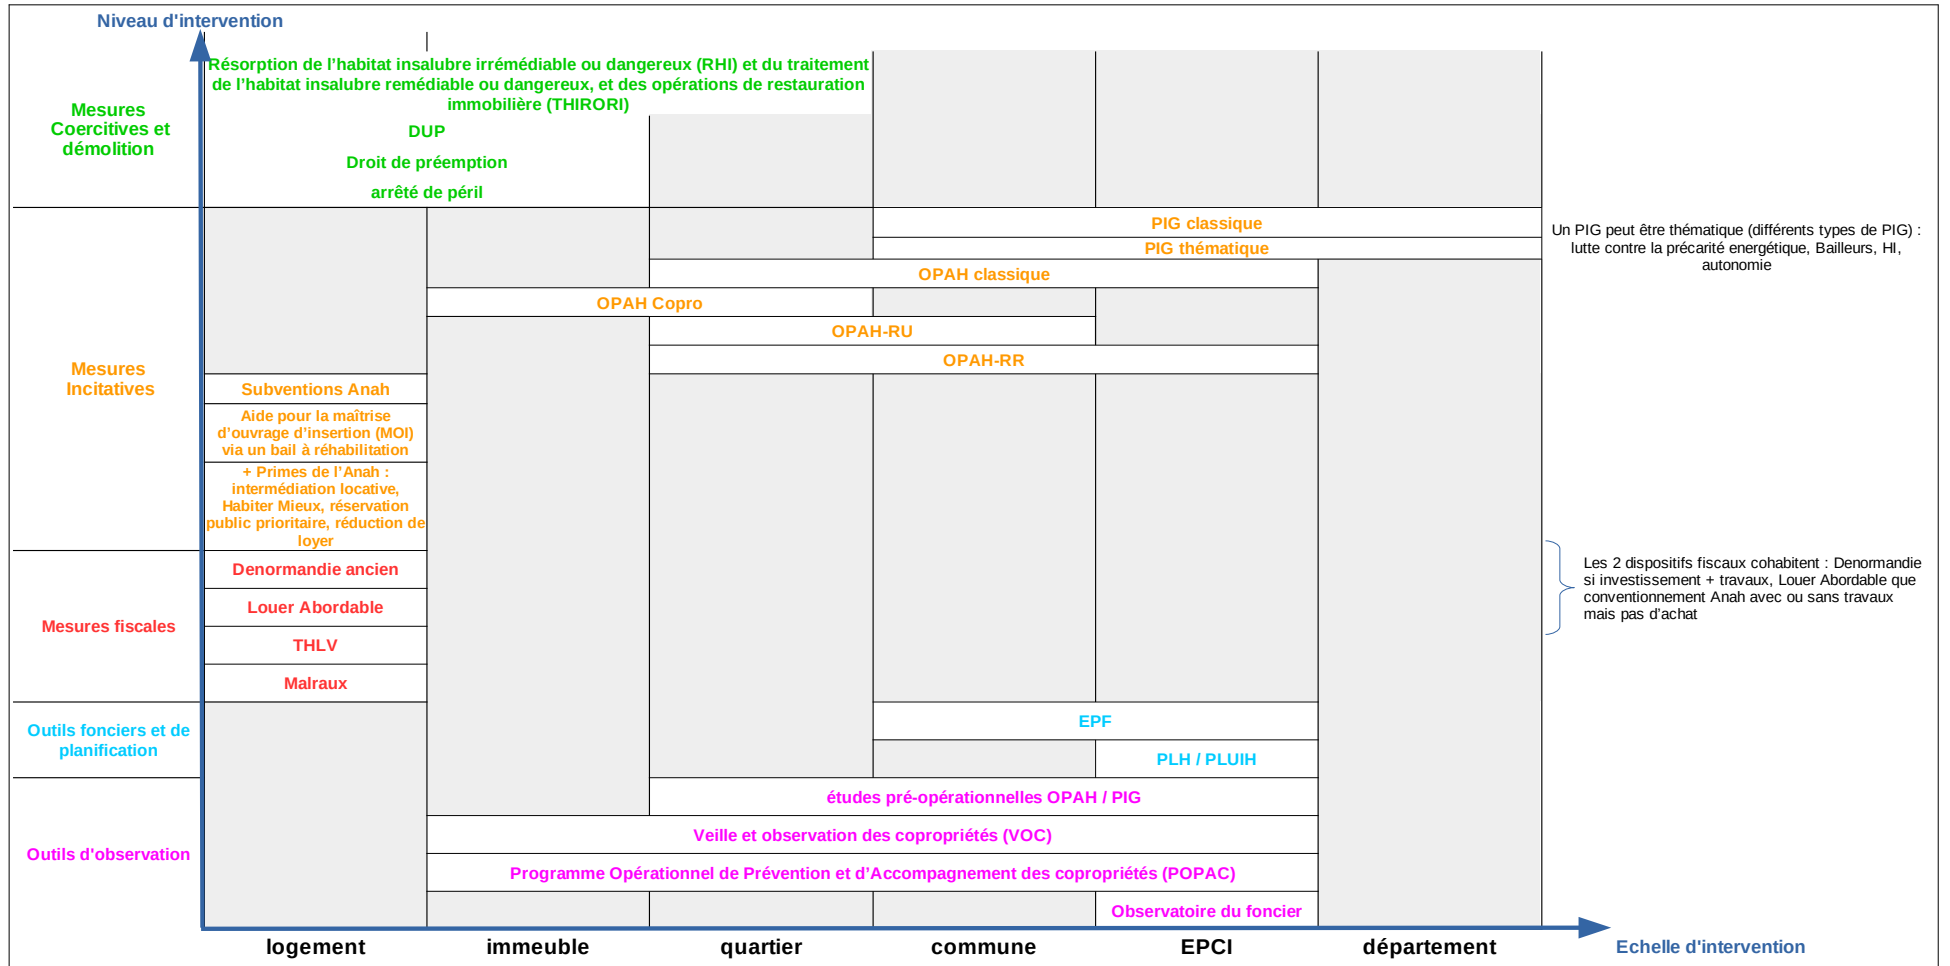 Niveau d'intervention
Résorption de l’habitat insalubre irrémédiable ou dangereux (RHI) et du traitement
de l’habitat insalubre remédiable ou dangereux, et des opérations de restauration
immobilière (THIRORI)
Mesures
Coercitives et
démolition
DUP
Droit de préemption
arrêté de péril
PIG classique
PIG thématique
Un PIG peut être thématique (différents types de PIG) :
lutte contre la précarité energétique, Bailleurs, HI,
autonomie
OPAH classique
OPAH Copro
OPAH-RU
OPAH-RR
Mesures
Incitatives
Subventions Anah
Aide pour la maîtrise
d’ouvrage d’insertion (MOI)
via un bail à réhabilitation
+ Primes de l’Anah :
intermédiation locative,
Habiter Mieux, réservation
public prioritaire, réduction de
loyer
Mesures fiscales
Denormandie ancien
Louer Abordable
THLV
Malraux
Les 2 dispositifs fiscaux cohabitent : Denormandie
si investissement + travaux, Louer Abordable que
conventionnement Anah avec ou sans travaux
mais pas d’achat
Outils fonciers et de
planification
EPF
PLH / PLUIH
Outils d'observation
études pré-opérationnelles OPAH / PIG
Veille et observation des copropriétés (VOC)
Programme Opérationnel de Prévention et d’Accompagnement des copropriétés (POPAC)
Observatoire du foncier
logement immeuble quartier commune EPCI département
Echelle d'intervention